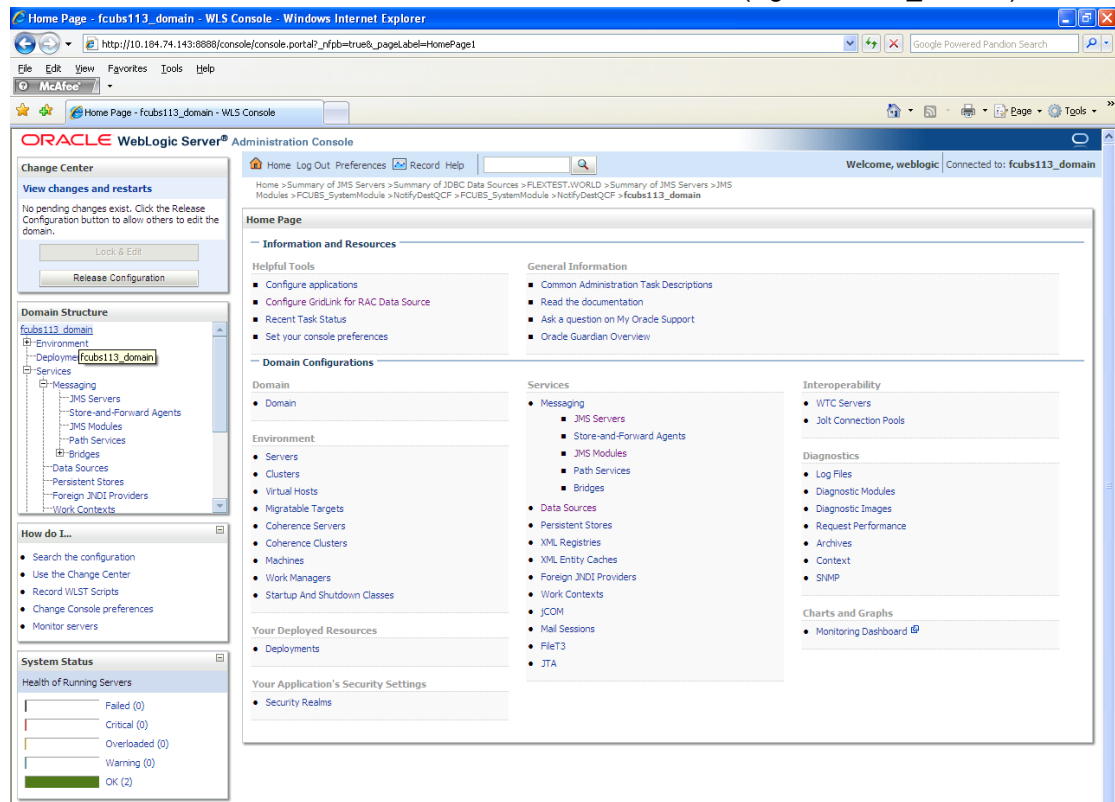 Home Page - fcubs113_domain - WLS Console - Windows Internet Explorer
http://10.184.74.143:8888/console/console.portal?_nfpb=true&_pageLabel=HomePage1
Google Powered Pandion Search
File Edit View Favorites Tools Help
McAfee
Home Page - fcubs113_domain - WLS Console
Page Tools
ORACLE WebLogic Server® Administration Console
Change Center
View changes and restarts
No pending changes exist. Click the Release
Configuration button to allow others to edit the
domain.
Lock & Edit
Release Configuration
Domain Structure
fcubs113_domain
Environment
Deployme
fcubs113_domain
Services
Messaging
JMS Servers
Store-and-Forward Agents
JMS Modules
Path Services
Bridges
Data Sources
Persistent Stores
Foreign JNDI Providers
Work Contexts
How do I...
Search the configuration
Use the Change Center
Record WLST Scripts
Change Console preferences
Monitor servers
System Status
Health of Running Servers
Failed (0)
Critical (0)
Overloaded (0)
Warning (0)
OK (2)
Home Log Out Preferences Record Help
Welcome, weblogic Connected to: fcubs113_domain
Home >Summary of JMS Servers >Summary of JDBC Data Sources >FLEXTEST.WORLD >Summary of JMS Servers >JMS
Modules >FCUBS_SystemModule >NotifyDestQCF >FCUBS_SystemModule >NotifyDestQCF >fcubs113_domain
Home Page
Information and Resources
Helpful Tools
Configure applications
Configure GridLink for RAC Data Source
Recent Task Status
Set your console preferences
General Information
Common Administration Task Descriptions
Read the documentation
Ask a question on My Oracle Support
Oracle Guardian Overview
Domain Configurations
Domain
Domain
Environment
Servers
Clusters
Virtual Hosts
Migratable Targets
Coherence Servers
Coherence Clusters
Machines
Work Managers
Startup And Shutdown Classes
Your Deployed Resources
Deployments
Your Application's Security Settings
Security Realms
Services
Messaging
JMS Servers
Store-and-Forward Agents
JMS Modules
Path Services
Bridges
Data Sources
Persistent Stores
XML Registries
XML Entity Caches
Foreign JNDI Providers
Work Contexts
jCOM
Mail Sessions
FileT3
JTA
Interoperability
WTC Servers
Jolt Connection Pools
Diagnostics
Log Files
Diagnostic Modules
Diagnostic Images
Request Performance
Archives
Context
SNMP
Charts and Graphs
Monitoring Dashboard